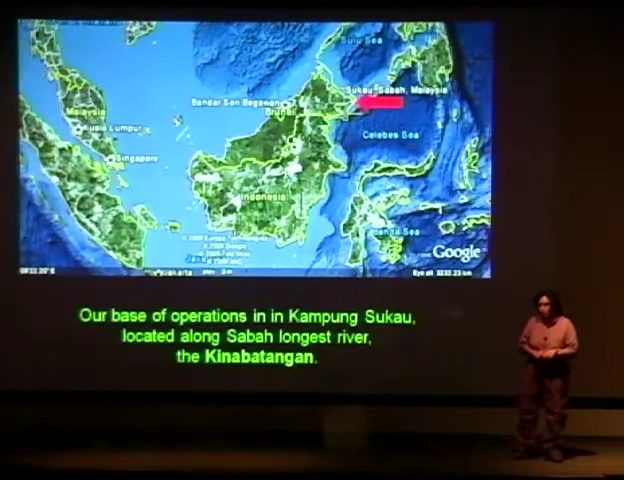 Sulu Sea
Sukau, Sabah, Malaysia
Bandar Seri Begawan
Brunei
Malaysia
Kuala Lumpur
Celebes Sea
Singapore
Indonesia
Banda Sea
Google
Jakarta
Our base of operations in in Kampung Sukau,
located along Sabah longest river,
the Kinabatangan.